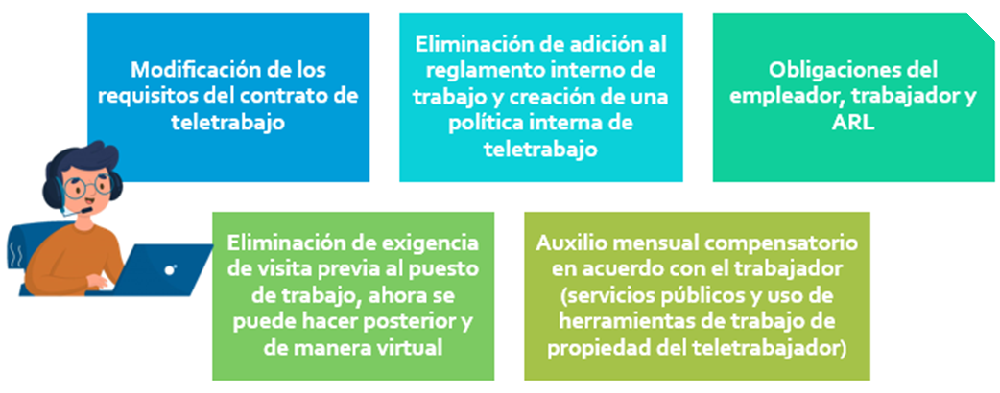 Modificación de los
requisitos del contrato de
teletrabajo
Eliminación de adición al
reglamento interno de
trabajo y creación de una
política interna de
teletrabajo
Obligaciones del
empleador, trabajador y
ARL
Eliminación de exigencia
de visita previa al puesto
de trabajo, ahora se
puede hacer posterior y
de manera virtual
Auxilio mensual compensatorio
en acuerdo con el trabajador
(servicios públicos y uso de
herramientas de trabajo de
propiedad del teletrabajador)